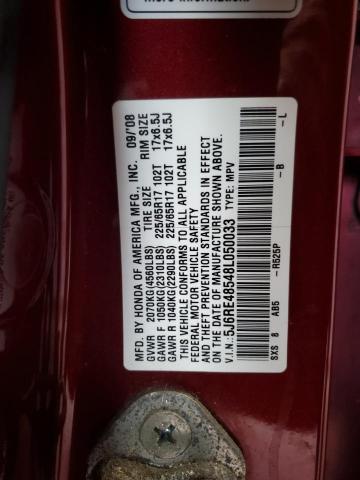 more information.
MFD. BY HONDA OF AMERICA MFG., INC. 09/'08
TIRE SIZE RIM SIZE
GVWR 2070KG(4560LBS) 225/65R17 102T 17x6.5J
GAWR F 1050KG(2310LBS) 225/65R17 102T 17x6.5J
GAWR R 1040KG(2290LBS)
THIS VEHICLE CONFORMS TO ALL APPLICABLE
FEDERAL MOTOR VEHICLE SAFETY
AND THEFT PREVENTION STANDARDS IN EFFECT
ON THE DATE OF MANUFACTURE SHOWN ABOVE.
V.I.N.: 5J6RE48548L050033 TYPE: MPV
SXS 8 AB5 -R525P -B -L